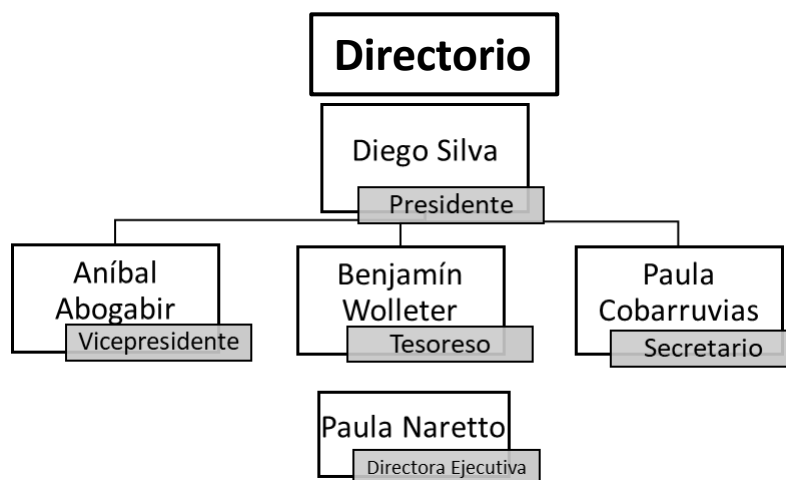 Directorio
Diego Silva
Presidente
Aníbal
Abogabir
Vicepresidente
Benjamín
Wolleter
Tesoreso
Paula
Cobarruvias
Secretario
Paula Naretto
Directora Ejecutiva